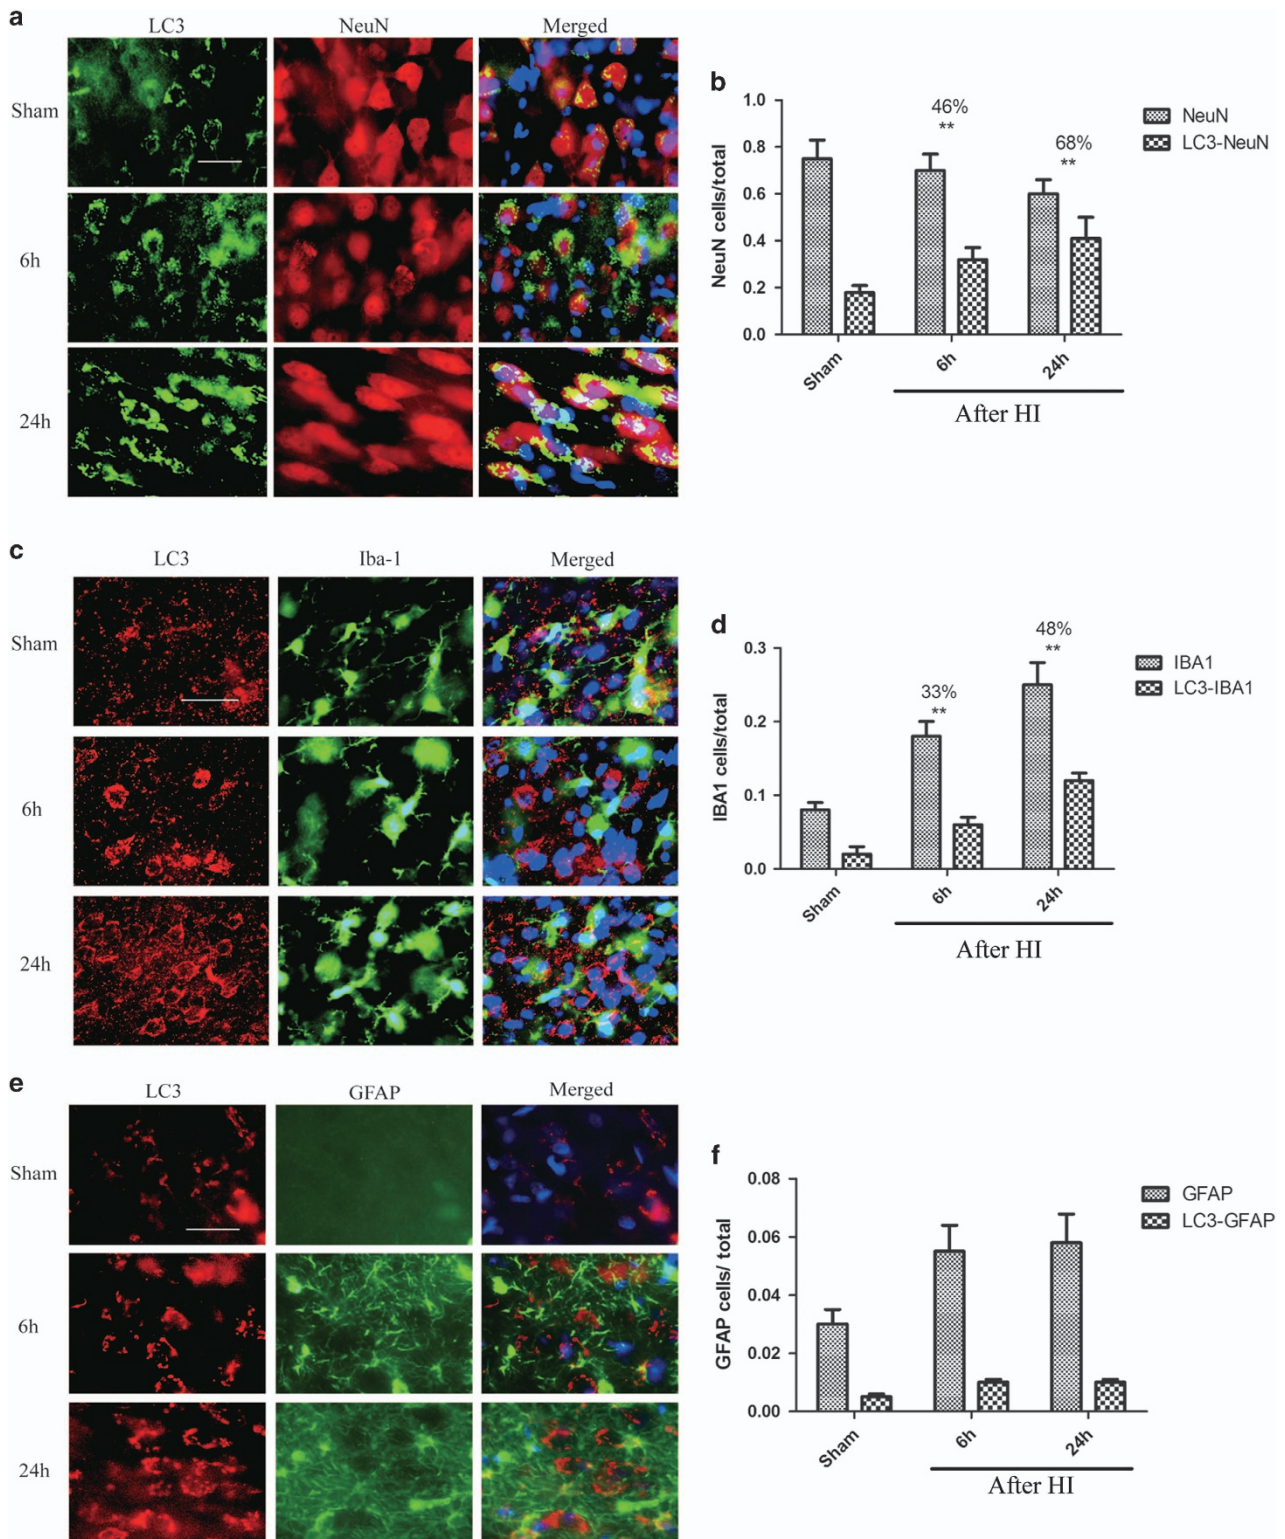 a
LC3 NeuN Merged
Sham
6h
24h
b
NeuN cells/total
1.0
0.8
0.6
0.4
0.2
0.0
46%
**
68%
**
NeuN
LC3-NeuN
Sham 6h 24h
After HI
c
LC3 Iba-1 Merged
Sham
6h
24h
d
IBA1 cells/total
0.3
0.2
0.1
0.0
33%
**
48%
**
IBA1
LC3-IBA1
Sham 6h 24h
After HI
e
LC3 GFAP Merged
Sham
6h
24h
f
GFAP cells/ total
0.08
0.06
0.04
0.02
0.00
GFAP
LC3-GFAP
Sham 6h 24h
After HI